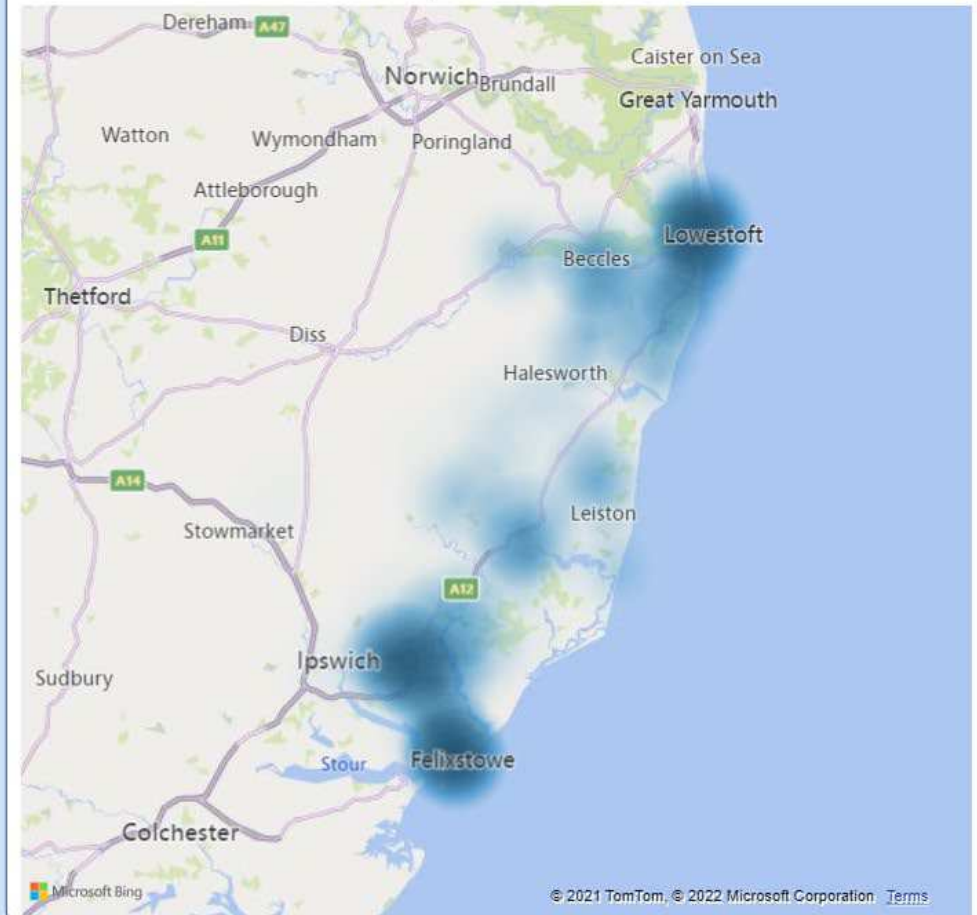 Dereham
A47
Caister on Sea
Norwich
Brundall
Great Yarmouth
Watton
Wymondham
Poringland
Attleborough
A11
Lowestoft
Beccles
Thetford
Diss
Halesworth
A14
Leiston
Stowmarket
A12
Ipswich
Sudbury
Felixstowe
Stour
Colchester
Microsoft Bing
© 2021 TomTom, © 2022 Microsoft Corporation Terms